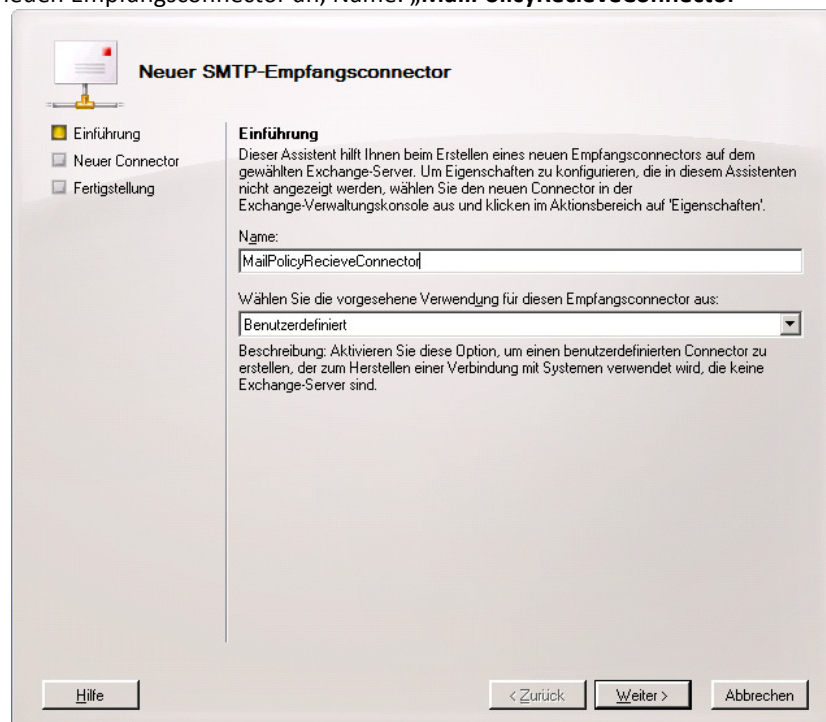 neuen Empfangsconnector an, Name: „MailPolicyRecieveConnector“
Neuer SMTP-Empfangsconnector
Einführung
Neuer Connector
Fertigstellung
Einführung
Dieser Assistent hilft Ihnen beim Erstellen eines neuen Empfangsconnectors auf dem
gewählten Exchange-Server. Um Eigenschaften zu konfigurieren, die in diesem Assistenten
nicht angezeigt werden, wählen Sie den neuen Connector in der
Exchange-Verwaltungskonsole aus und klicken im Aktionsbereich auf 'Eigenschaften'.
Name:
MailPolicyRecieveConnector
Wählen Sie die vorgesehene Verwendung für diesen Empfangsconnector aus:
Benutzerdefiniert
Beschreibung: Aktivieren Sie diese Option, um einen benutzerdefinierten Connector zu
erstellen, der zum Herstellen einer Verbindung mit Systemen verwendet wird, die keine
Exchange-Server sind.
Hilfe
< Zurück
Weiter >
Abbrechen